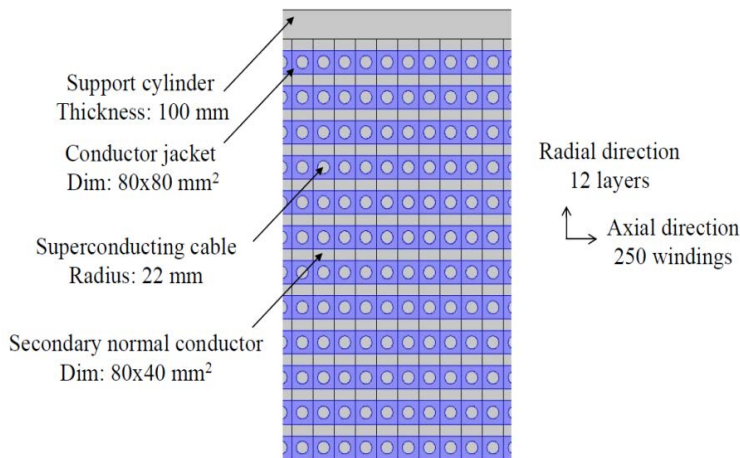 Support cylinder
Thickness: 100 mm
Conductor jacket
Dim: 80x80 mm²
Superconducting cable
Radius: 22 mm
Secondary normal conductor
Dim: 80x40 mm²
Radial direction
12 layers
Axial direction
250 windings